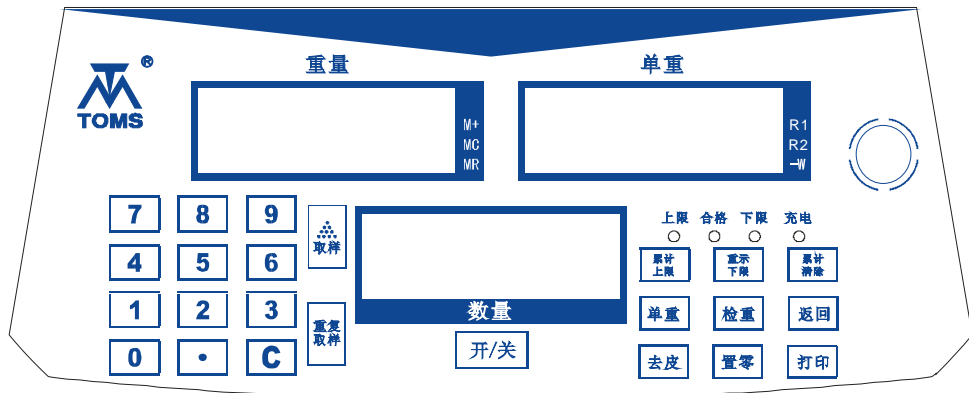 ®
TOMS
重量
单重
M+
MC
MR
R1
R2
-W
7 8 9
4 5 6
1 2 3
0 · C
取样
重复
取样
数量
开/关
上限 合格 下限 充电
累计
上限
重示
下限
累计
清除
单重 检重 返回
去皮 置零 打印